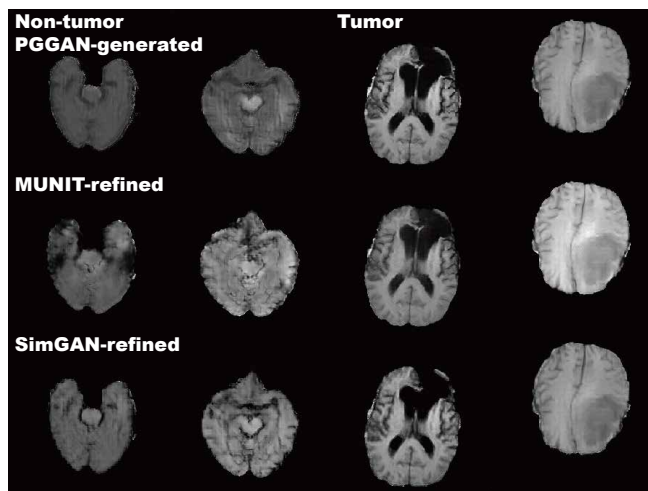 Non-tumor
PGGAN-generated
Tumor
MUNIT-refined
SimGAN-refined